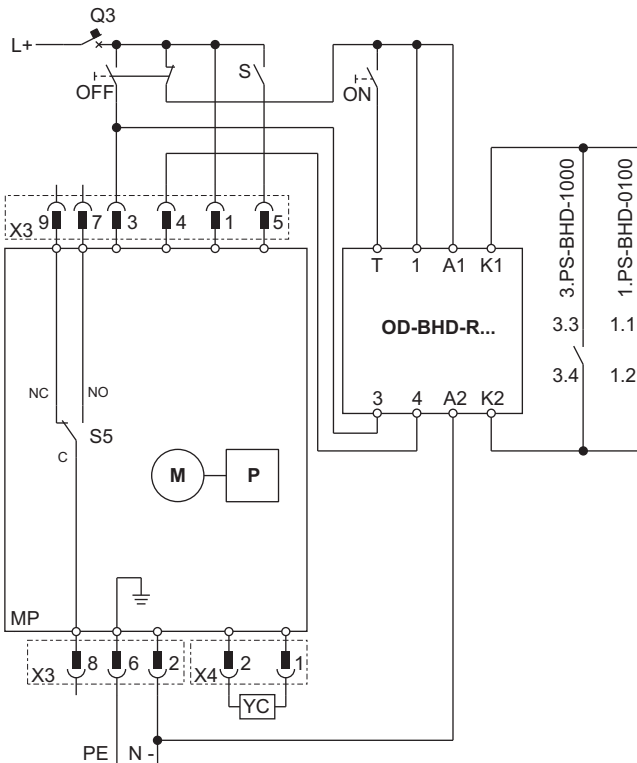 Q3
L+
OFF
S
ON
X3 9 7 3 4 1 5
T 1 A1 K1
OD-BHD-R...
3 4 A2 K2
3.PS-BHD-1000
1.PS-BHD-0100
3.3 1.1
3.4 1.2
NC NO
S5
C
M P
MP
X3 8 6 2 X4 2 1
YC
PE N -